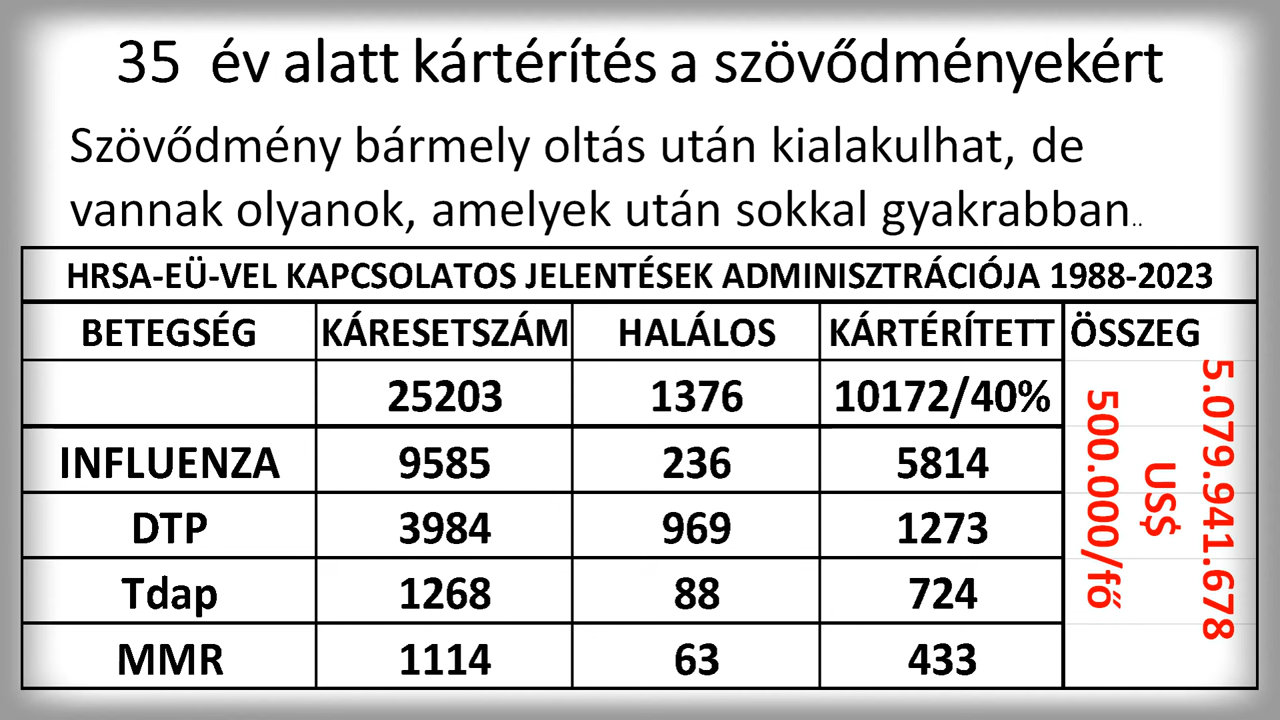 35 év alatt kártérítés a szövődményekért
Szövődmény bármely oltás után kialakulhat, de
vannak olyanok, amelyek után sokkal gyakrabban..
HRSA-EÜ-VEL KAPCSOLATOS JELENTÉSEK ADMINISZTRÁCIÓJA 1988-2023
BETEGSÉG KÁRESETSZÁM HALÁLOS KÁRTÉRÍTETT ÖSSZEG
25203 1376 10172/40%
INFLUENZA 9585 236 5814
DTP 3984 969 1273
Tdap 1268 88 724
MMR 1114 63 433
5.079.941.678
US$
500.000/fő